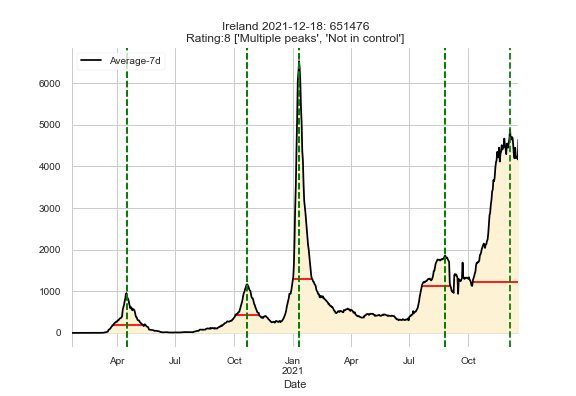 Ireland 2021-12-18: 651476
Rating:8 ['Multiple peaks', 'Not in control']
Average-7d
6000
5000
4000
3000
2000
1000
0
Apr Jul Oct Jan Apr Jul Oct
2021
Date